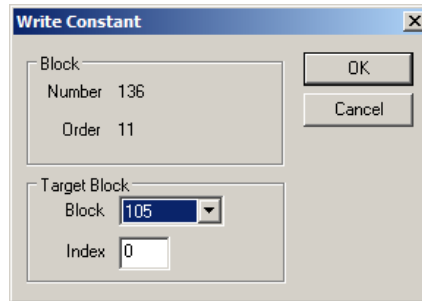 Write Constant
Block
Number 136
Order 11
OK
Cancel
Target Block
Block 105
Index 0